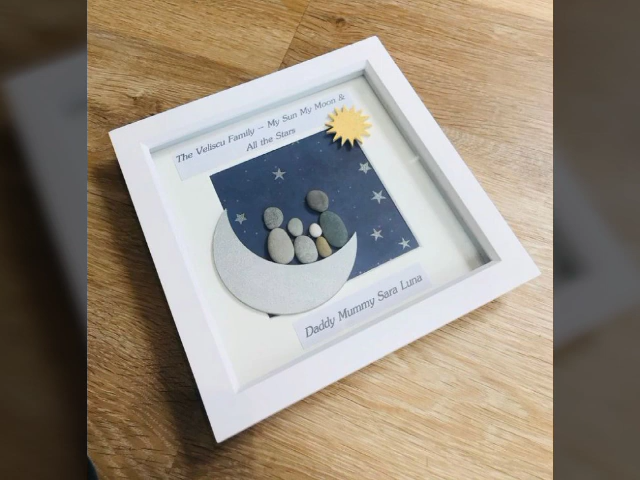 The Veliscu Family -- My Sun My Moon &
All the Stars
Daddy Mummy Sara Luna